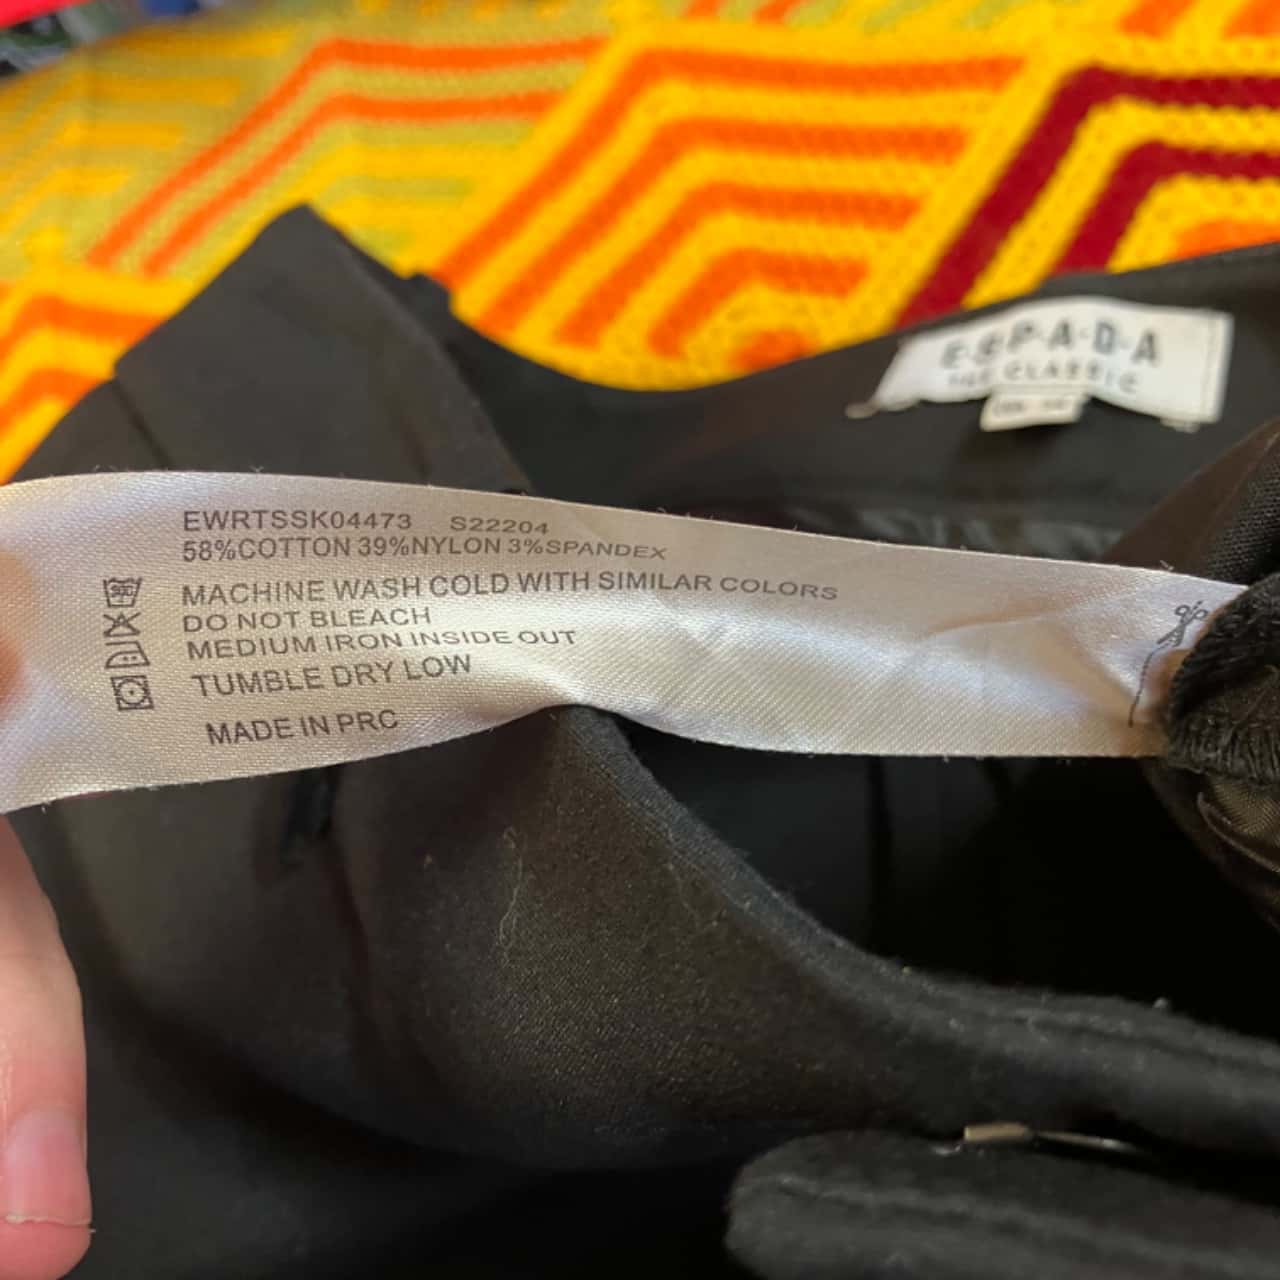 E·S·P·A·D·A
THE CLASSIC
EWRTSSK04473 S22204
58%COTTON 39%NYLON 3%SPANDEX
MACHINE WASH COLD WITH SIMILAR COLORS
DO NOT BLEACH
MEDIUM IRON INSIDE OUT
TUMBLE DRY LOW
MADE IN PRC